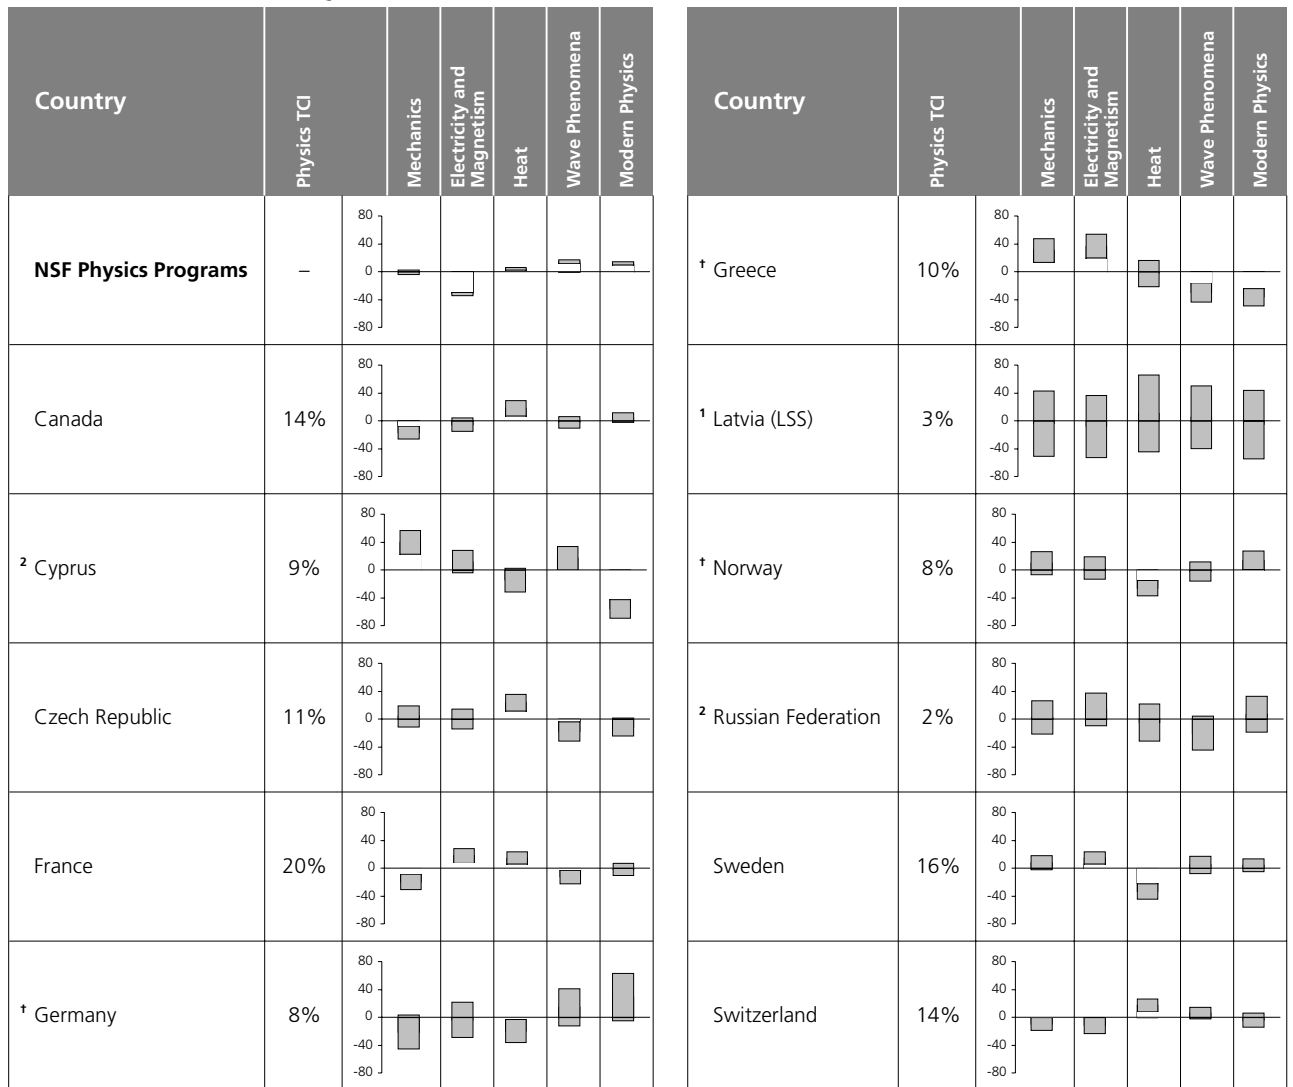 Country
Physics TCI
Mechanics
Electricity and
Magnetism
Heat
Wave Phenomena
Modern Physics
NSF Physics Programs
–
80
40
0
-40
-80
Canada
14%
80
40
0
-40
-80
² Cyprus
9%
80
40
0
-40
-80
Czech Republic
11%
80
40
0
-40
-80
France
20%
80
40
0
-40
-80
† Germany
8%
80
40
0
-40
-80
Country
Physics TCI
Mechanics
Electricity and
Magnetism
Heat
Wave Phenomena
Modern Physics
† Greece
10%
80
40
0
-40
-80
¹ Latvia (LSS)
3%
80
40
0
-40
-80
† Norway
8%
80
40
0
-40
-80
² Russian Federation
2%
80
40
0
-40
-80
Sweden
16%
80
40
0
-40
-80
Switzerland
14%
80
40
0
-40
-80